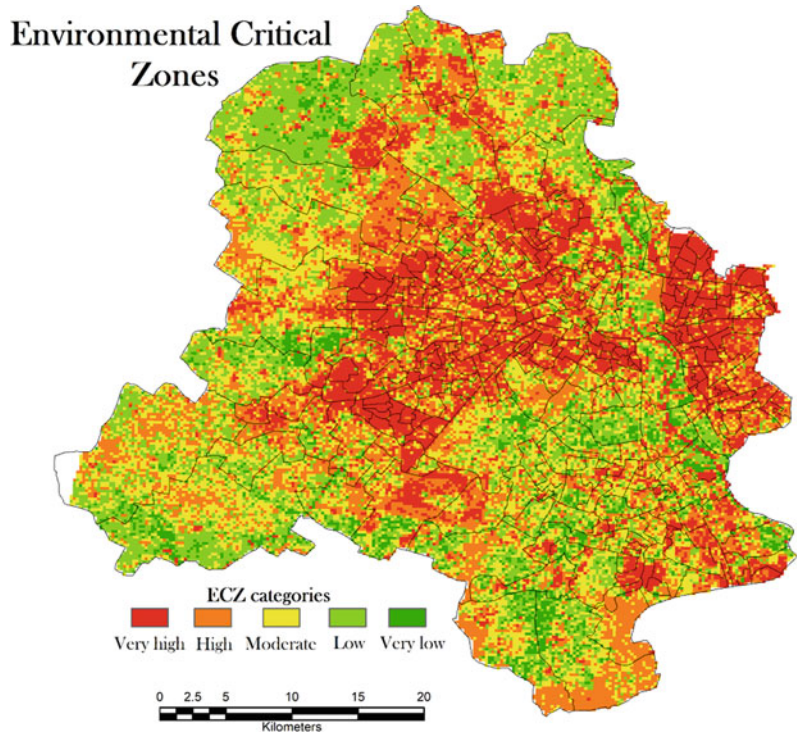 Environmental Critical
Zones
ECZ categories
Very high High Moderate Low Very low
0 2.5 5 10 15 20
Kilometers